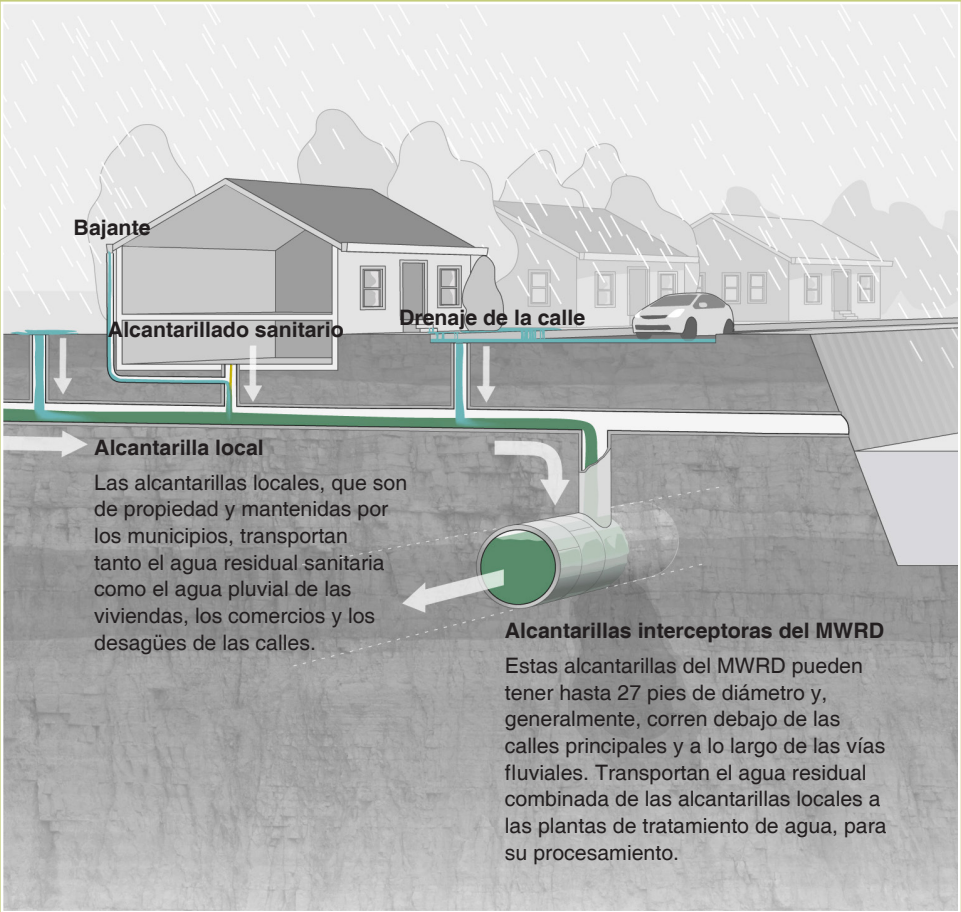 Bajante
Alcantarillado sanitario
Drenaje de la calle
Alcantarilla local
Las alcantarillas locales, que son
de propiedad y mantenidas por
los municipios, transportan
tanto el agua residual sanitaria
como el agua pluvial de las
viviendas, los comercios y los
desagües de las calles.
Alcantarillas interceptoras del MWRD
Estas alcantarillas del MWRD pueden
tener hasta 27 pies de diámetro y,
generalmente, corren debajo de las
calles principales y a lo largo de las vías
fluviales. Transportan el agua residual
combinada de las alcantarillas locales a
las plantas de tratamiento de agua, para
su procesamiento.